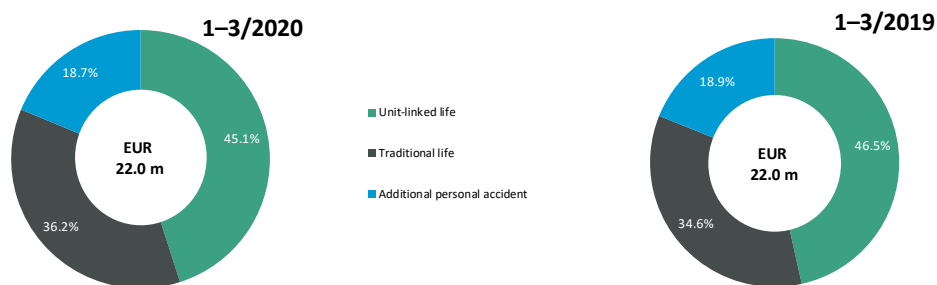 1–3/2020
18.7%
45.1%
36.2%
EUR
22.0 m
Unit-linked life
Traditional life
Additional personal accident
1–3/2019
18.9%
46.5%
34.6%
EUR
22.0 m